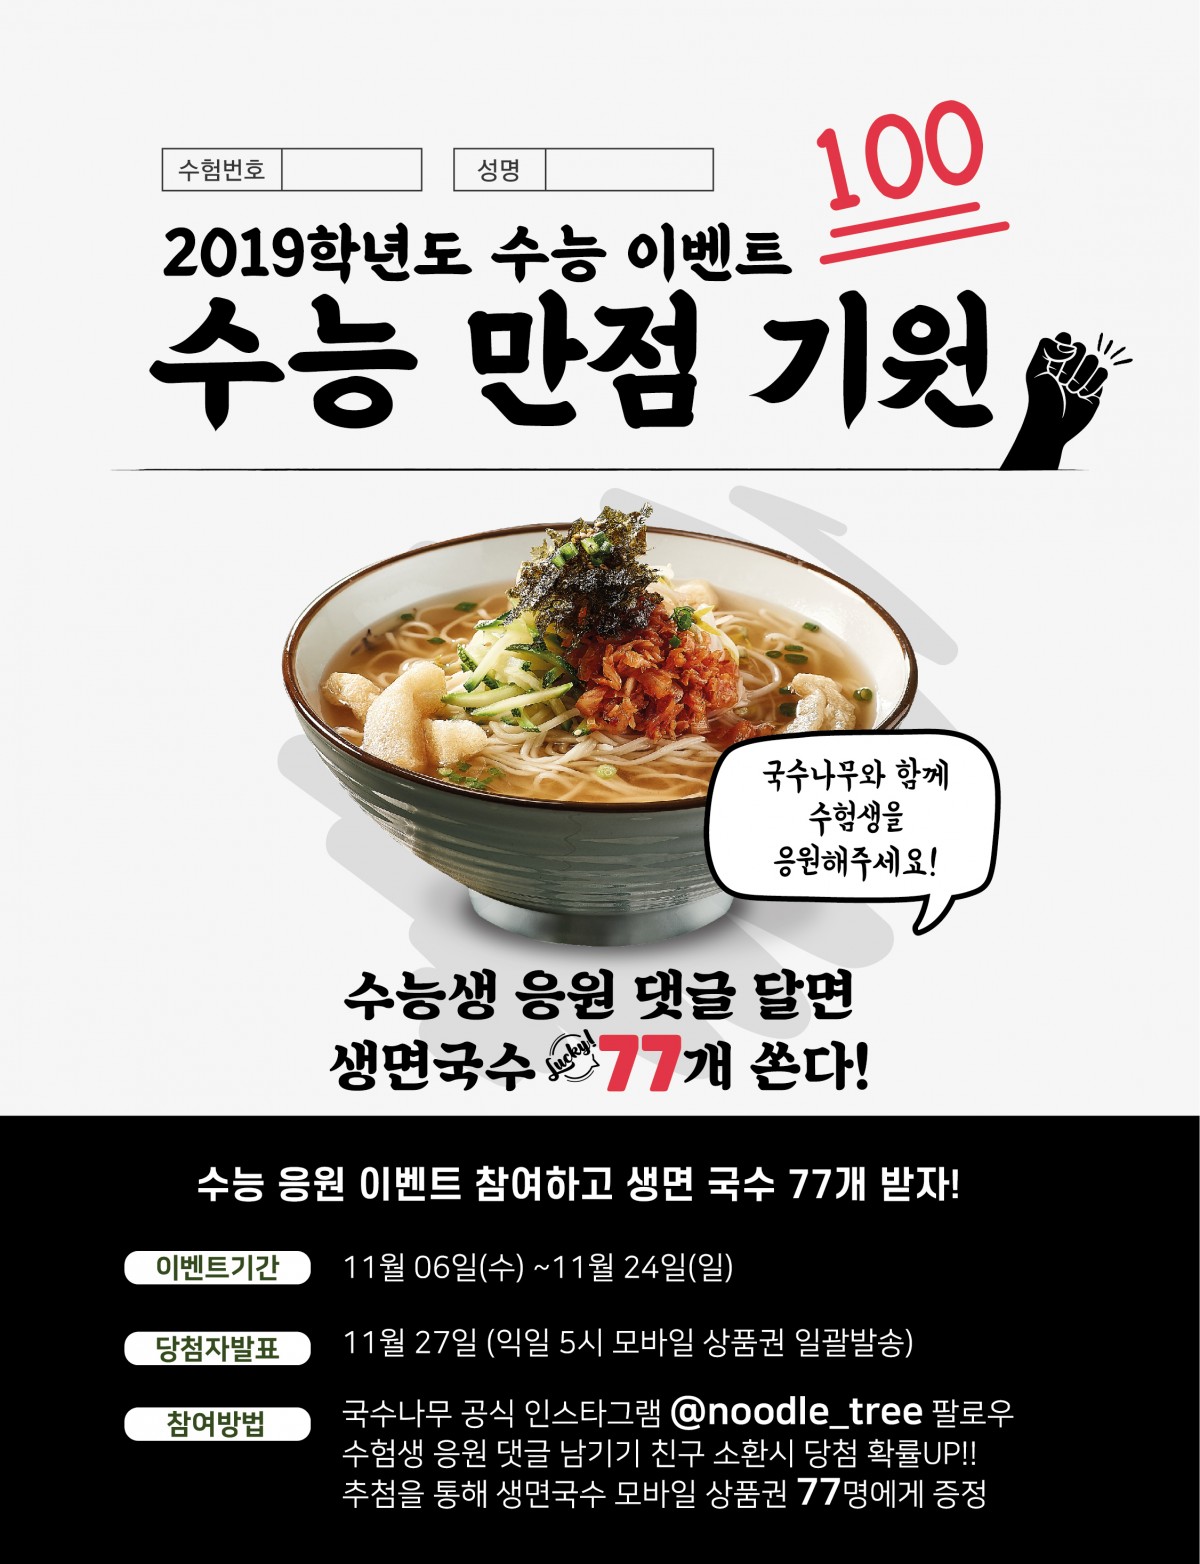 100
수험번호
성명
2019학년도 수능 이벤트
수능 만점 기원
국수나무와 함께
수험생을
응원해주세요!
수능생 응원 댓글 달면
생면국수 Lucky! 77개 쏜다!
수능 응원 이벤트 참여하고 생면 국수 77개 받자!
이벤트기간 11월 06일(수) ~11월 24일(일)
당첨자발표 11월 27일 (익일 5시 모바일 상품권 일괄발송)
참여방법 국수나무 공식 인스타그램 @noodle_tree 팔로우
수험생 응원 댓글 남기기 친구 소환시 당첨 확률UP!!
추첨을 통해 생면국수 모바일 상품권 77명에게 증정